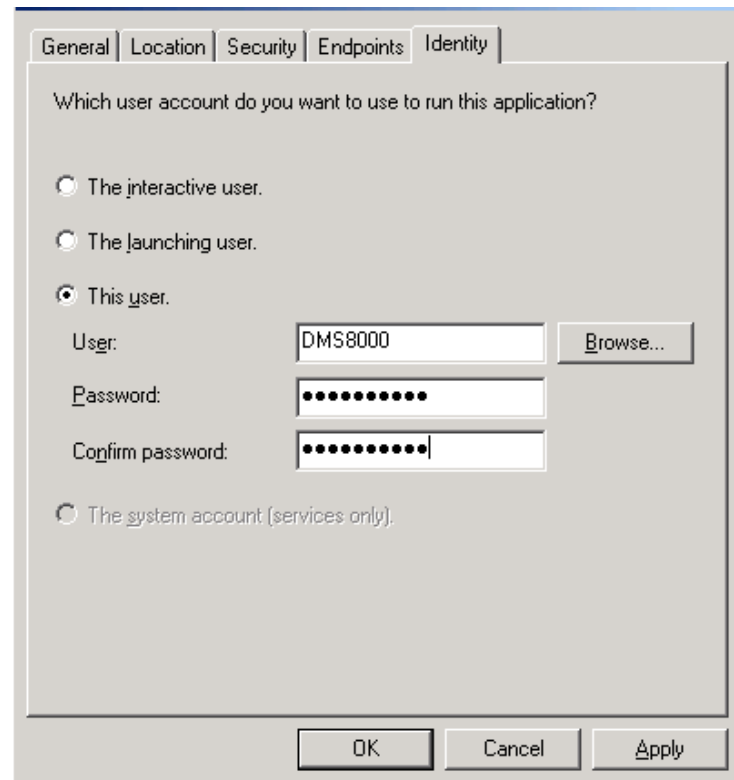 General Location Security Endpoints Identity
Which user account do you want to use to run this application?
The interactive user.
The launching user.
This user.
User: DMS8000 Browse...
Password: ●●●●●●●●●●
Confirm password: ●●●●●●●●●●
The system account (services only).
OK Cancel Apply